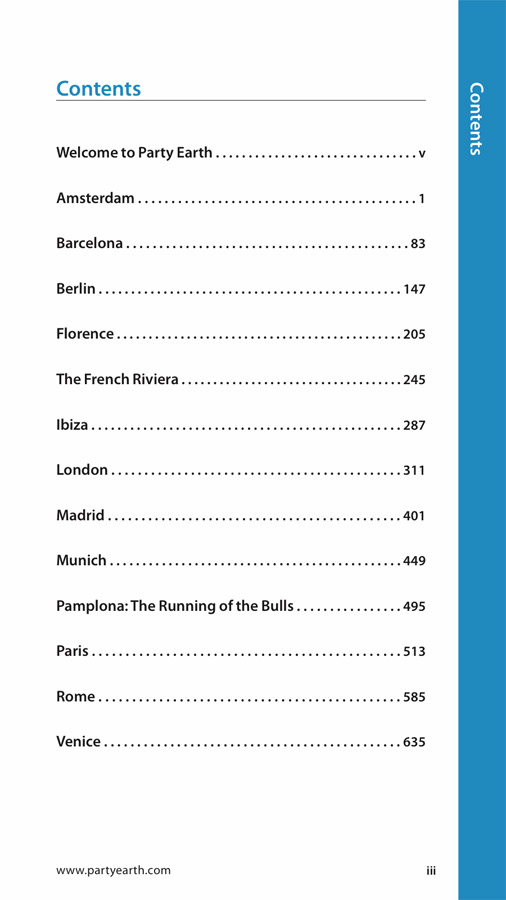 Contents
Contents
Welcome to Party Earth . . . . . . . . . . . . . . . . . . . . . . . . . . . . . . . v
Amsterdam . . . . . . . . . . . . . . . . . . . . . . . . . . . . . . . . . . . . . . . . . . 1
Barcelona . . . . . . . . . . . . . . . . . . . . . . . . . . . . . . . . . . . . . . . . . . . 83
Berlin . . . . . . . . . . . . . . . . . . . . . . . . . . . . . . . . . . . . . . . . . . . . . . 147
Florence . . . . . . . . . . . . . . . . . . . . . . . . . . . . . . . . . . . . . . . . . . . . 205
The French Riviera . . . . . . . . . . . . . . . . . . . . . . . . . . . . . . . . . . 245
Ibiza . . . . . . . . . . . . . . . . . . . . . . . . . . . . . . . . . . . . . . . . . . . . . . . 287
London . . . . . . . . . . . . . . . . . . . . . . . . . . . . . . . . . . . . . . . . . . . . 311
Madrid . . . . . . . . . . . . . . . . . . . . . . . . . . . . . . . . . . . . . . . . . . . . 401
Munich . . . . . . . . . . . . . . . . . . . . . . . . . . . . . . . . . . . . . . . . . . . . 449
Pamplona: The Running of the Bulls . . . . . . . . . . . . . . . . 495
Paris . . . . . . . . . . . . . . . . . . . . . . . . . . . . . . . . . . . . . . . . . . . . . . . 513
Rome . . . . . . . . . . . . . . . . . . . . . . . . . . . . . . . . . . . . . . . . . . . . . . 585
Venice . . . . . . . . . . . . . . . . . . . . . . . . . . . . . . . . . . . . . . . . . . . . . 635
www.partyearth.com iii